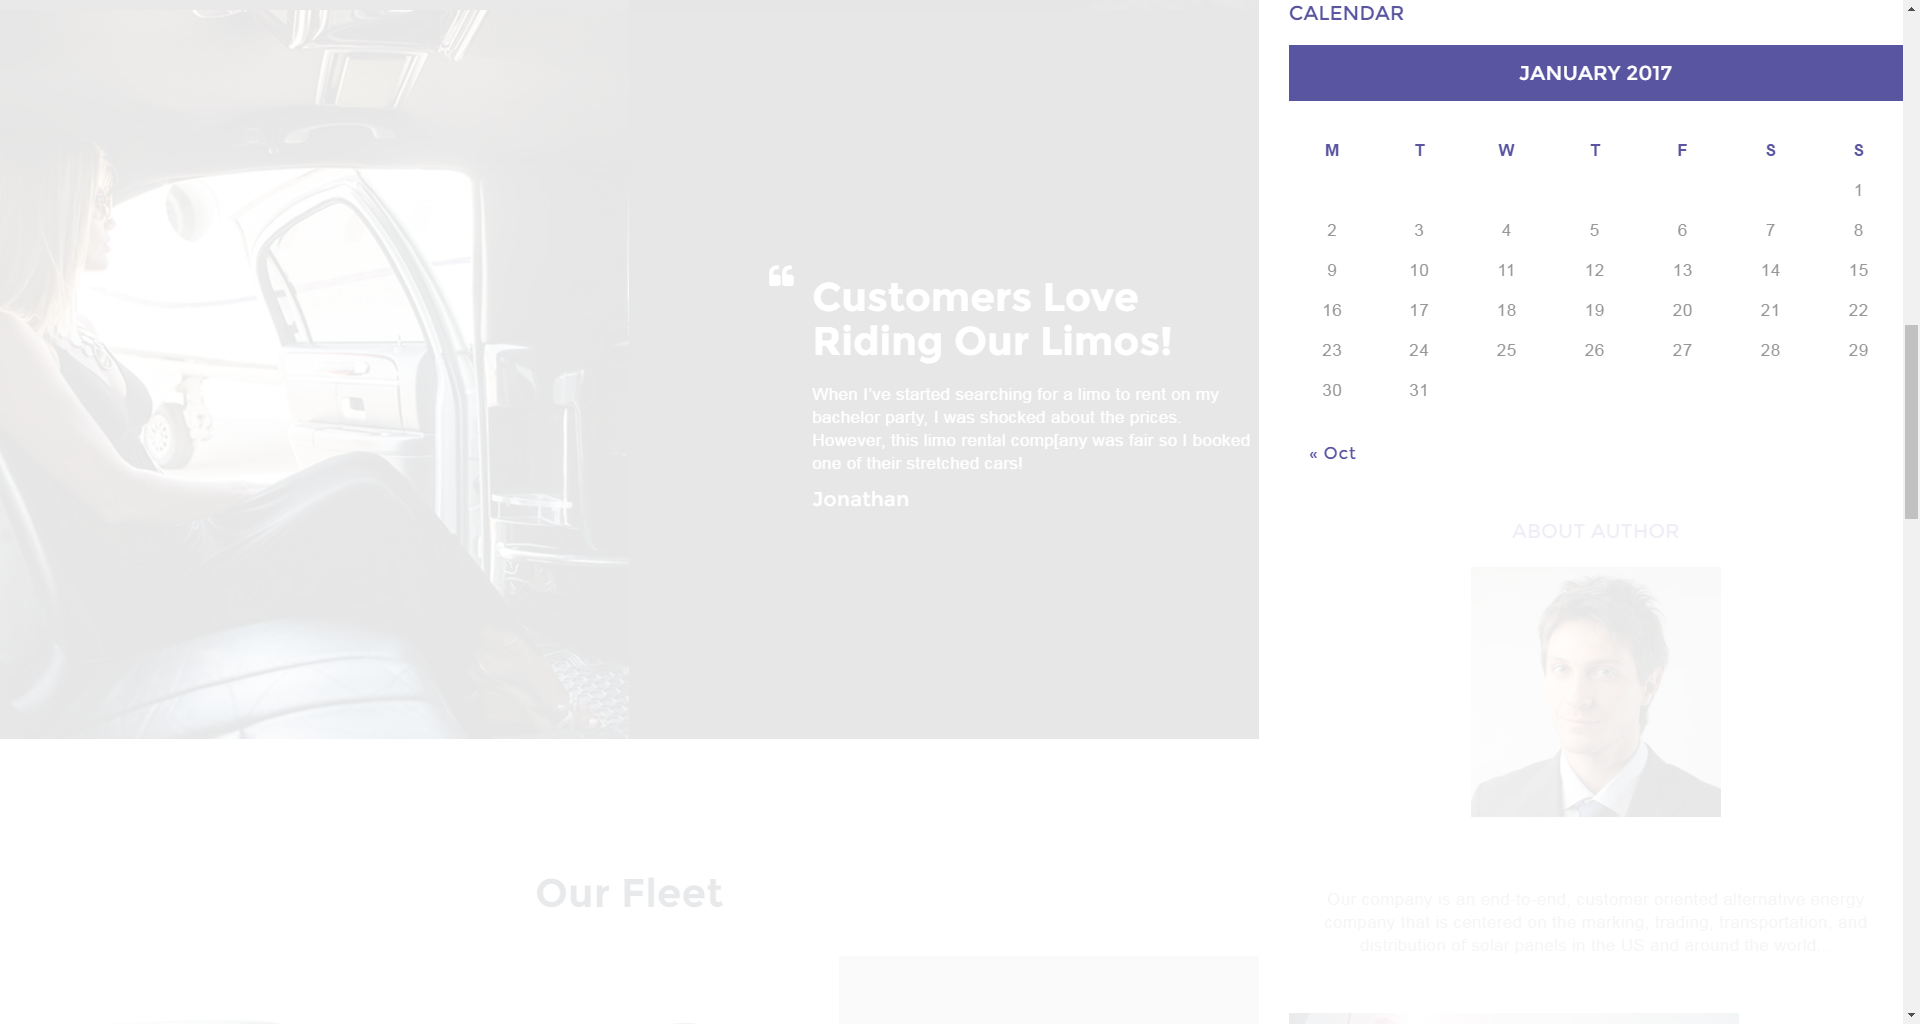 “
Customers Love
Riding Our Limos!
When I've started searching for a limo to rent on my
bachelor party, I was shocked about the prices.
However, this limo rental comp[any was fair so I booked
one of their stretched cars!
Jonathan
Our Fleet
CALENDAR
JANUARY 2017
M T W T F S S
1
2 3 4 5 6 7 8
9 10 11 12 13 14 15
16 17 18 19 20 21 22
23 24 25 26 27 28 29
30 31
« Oct
ABOUT AUTHOR
Our company is an end-to-end, customer oriented alternative energy
company that is centered on the marking, trading, transportation, and
distribution of solar panels in the US and around the world.